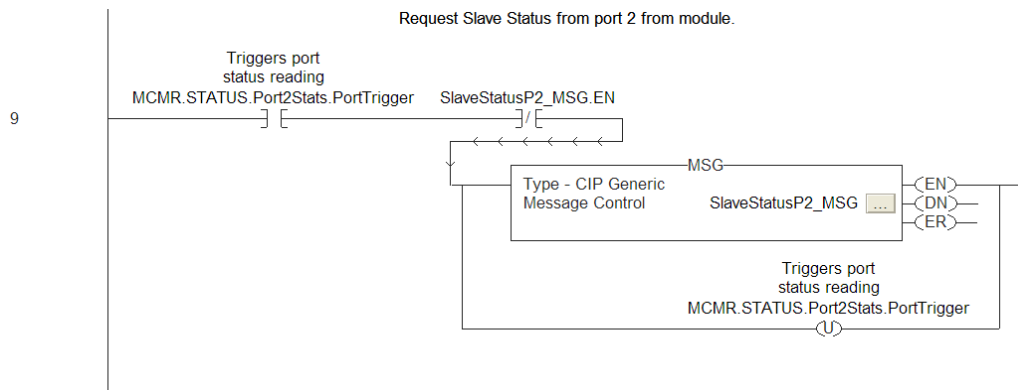 Request Slave Status from port 2 from module.
Triggers port
status reading
MCMR.STATUS.Port2Stats.PortTrigger
SlaveStatusP2_MSG.EN
9
/
MSG
Type - CIP Generic
Message Control
SlaveStatusP2_MSG
...
EN
DN
ER
Triggers port
status reading
MCMR.STATUS.Port2Stats.PortTrigger
U